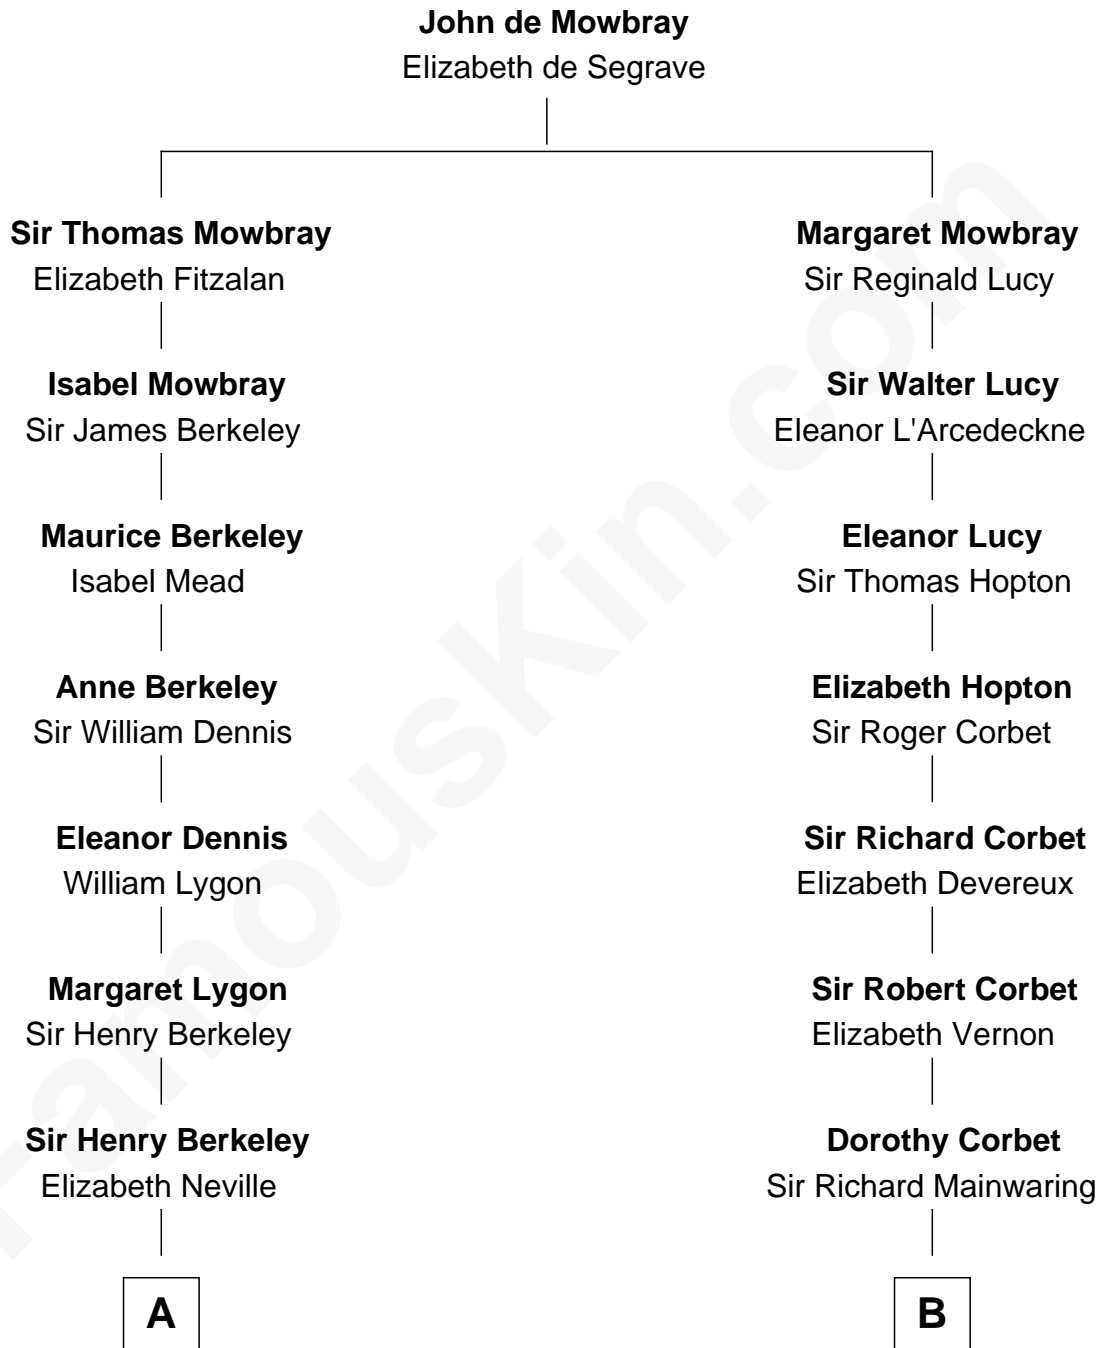 John de Mowbray
Elizabeth de Segrave
Sir Thomas Mowbray
Elizabeth Fitzalan
Margaret Mowbray
Sir Reginald Lucy
Isabel Mowbray
Sir James Berkeley
Sir Walter Lucy
Eleanor L'Arcedeckne
Maurice Berkeley
Isabel Mead
Eleanor Lucy
Sir Thomas Hopton
Anne Berkeley
Sir William Dennis
Elizabeth Hopton
Sir Roger Corbet
Eleanor Dennis
William Lygon
Sir Richard Corbet
Elizabeth Devereux
Margaret Lygon
Sir Henry Berkeley
Sir Robert Corbet
Elizabeth Vernon
Sir Henry Berkeley
Elizabeth Neville
Dorothy Corbet
Sir Richard Mainwaring
A
B
FamousKin.com